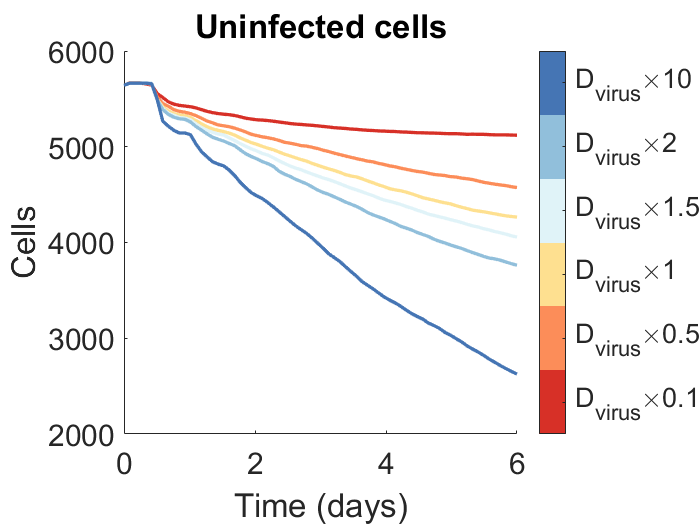 Uninfected cells
6000
5000
4000
3000
2000
Cells
0
2
4
6
Time (days)
Dvirus×10
Dvirus×2
Dvirus×1.5
Dvirus×1
Dvirus×0.5
Dvirus×0.1